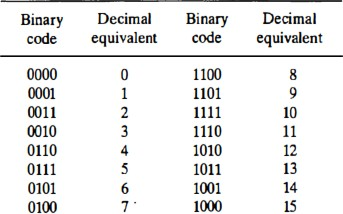 Binary Decimal Binary Decimal
code equivalent code equivalent
0000 0 1100 8
0001 1 1101 9
0011 2 1111 10
0010 3 1110 11
0110 4 1010 12
0111 5 1011 13
0101 6 1001 14
0100 7 1000 15